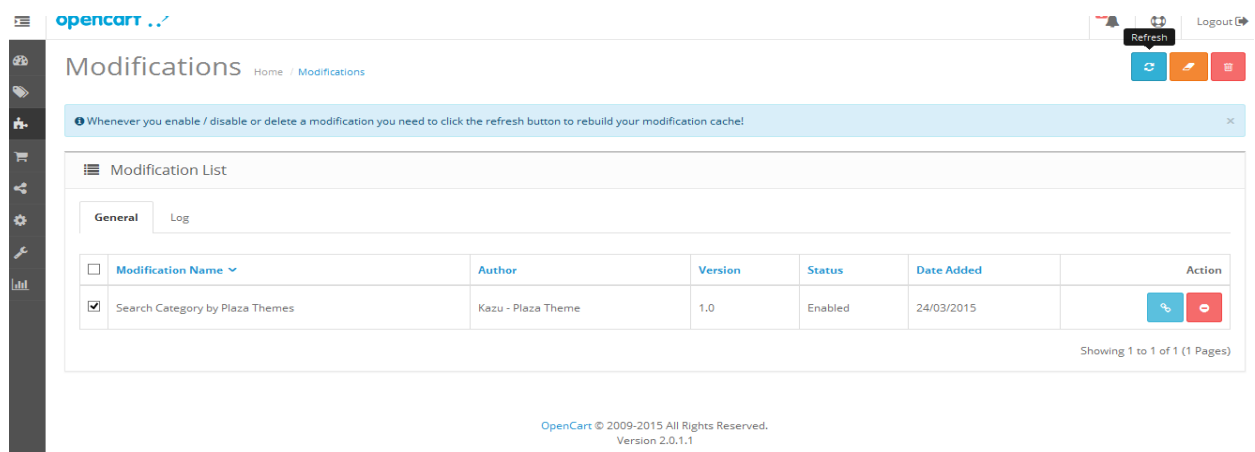 opencart
Logout
Refresh
Modifications Home / Modifications
Whenever you enable / disable or delete a modification you need to click the refresh button to rebuild your modification cache!
Modification List
General Log
Modification Name Author Version Status Date Added Action
Search Category by Plaza Themes Kazu - Plaza Theme 1.0 Enabled 24/03/2015
Showing 1 to 1 of 1 (1 Pages)
OpenCart © 2009-2015 All Rights Reserved.
Version 2.0.1.1